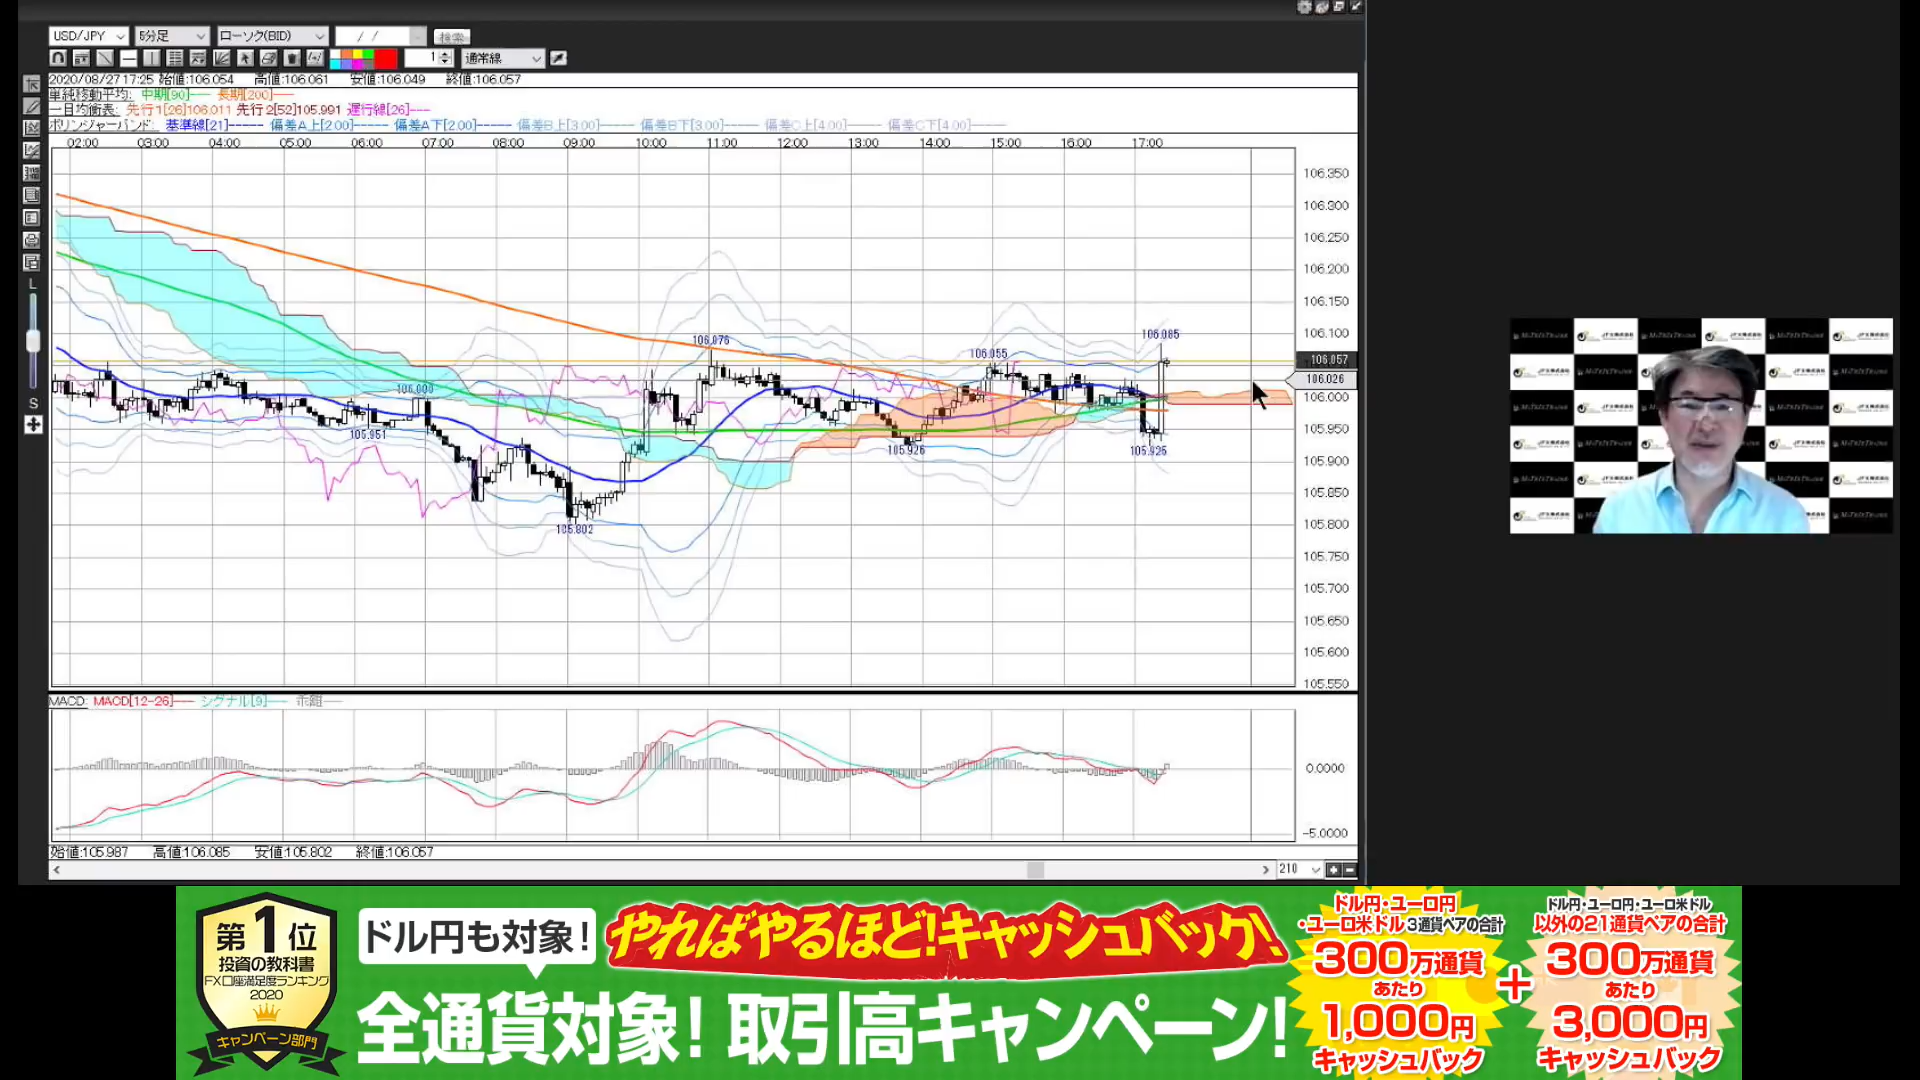 USD/JPY 5分足 ローソク(BID) / / 検索
1 通常線
2020/08/27 17:25 始値:106.054 高値:106.061 安値:106.049 終値:106.057
単純移動平均: 中期[90]── 長期[200]──
一目均衡表: 先行1[26]106.011 先行2[52]105.991 遅行線[26]---
ボリンジャーバンド: 基準線[21]----- 偏差A上[2.00]----- 偏差A下[2.00]----- 偏差B上[3.00]----- 偏差B下[3.00]----- 偏差C上[4.00]----- 偏差C下[4.00]-----
02:00 03:00 04:00 05:00 06:00 07:00 08:00 09:00 10:00 11:00 12:00 13:00 14:00 15:00 16:00 17:00
106.350
106.300
106.250
106.200
106.150
106.100
106.057
106.026
106.000
105.950
105.900
105.850
105.800
105.750
105.700
105.650
105.600
105.550
106.085
106.076
106.055
106.000
105.951
105.926
105.925
105.802
L
S
MACD: MACD[12-26]── シグナル[9]── 乖離──
0.0000
-5.0000
始値:105.987 高値:106.085 安値:105.802 終値:106.057
210
第1位
投資の教科書
FX口座満足度ランキング
2020
キャンペーン部門
ドル円も対象!
やればやるほど!キャッシュバック!
全通貨対象!取引高キャンペーン!
ドル円・ユーロ円
・ユーロ米ドル3通貨ペアの合計
300万通貨
あたり
1,000円
キャッシュバック
+
ドル円・ユーロ円・ユーロ米ドル
以外の21通貨ペアの合計
300万通貨
あたり
3,000円
キャッシュバック